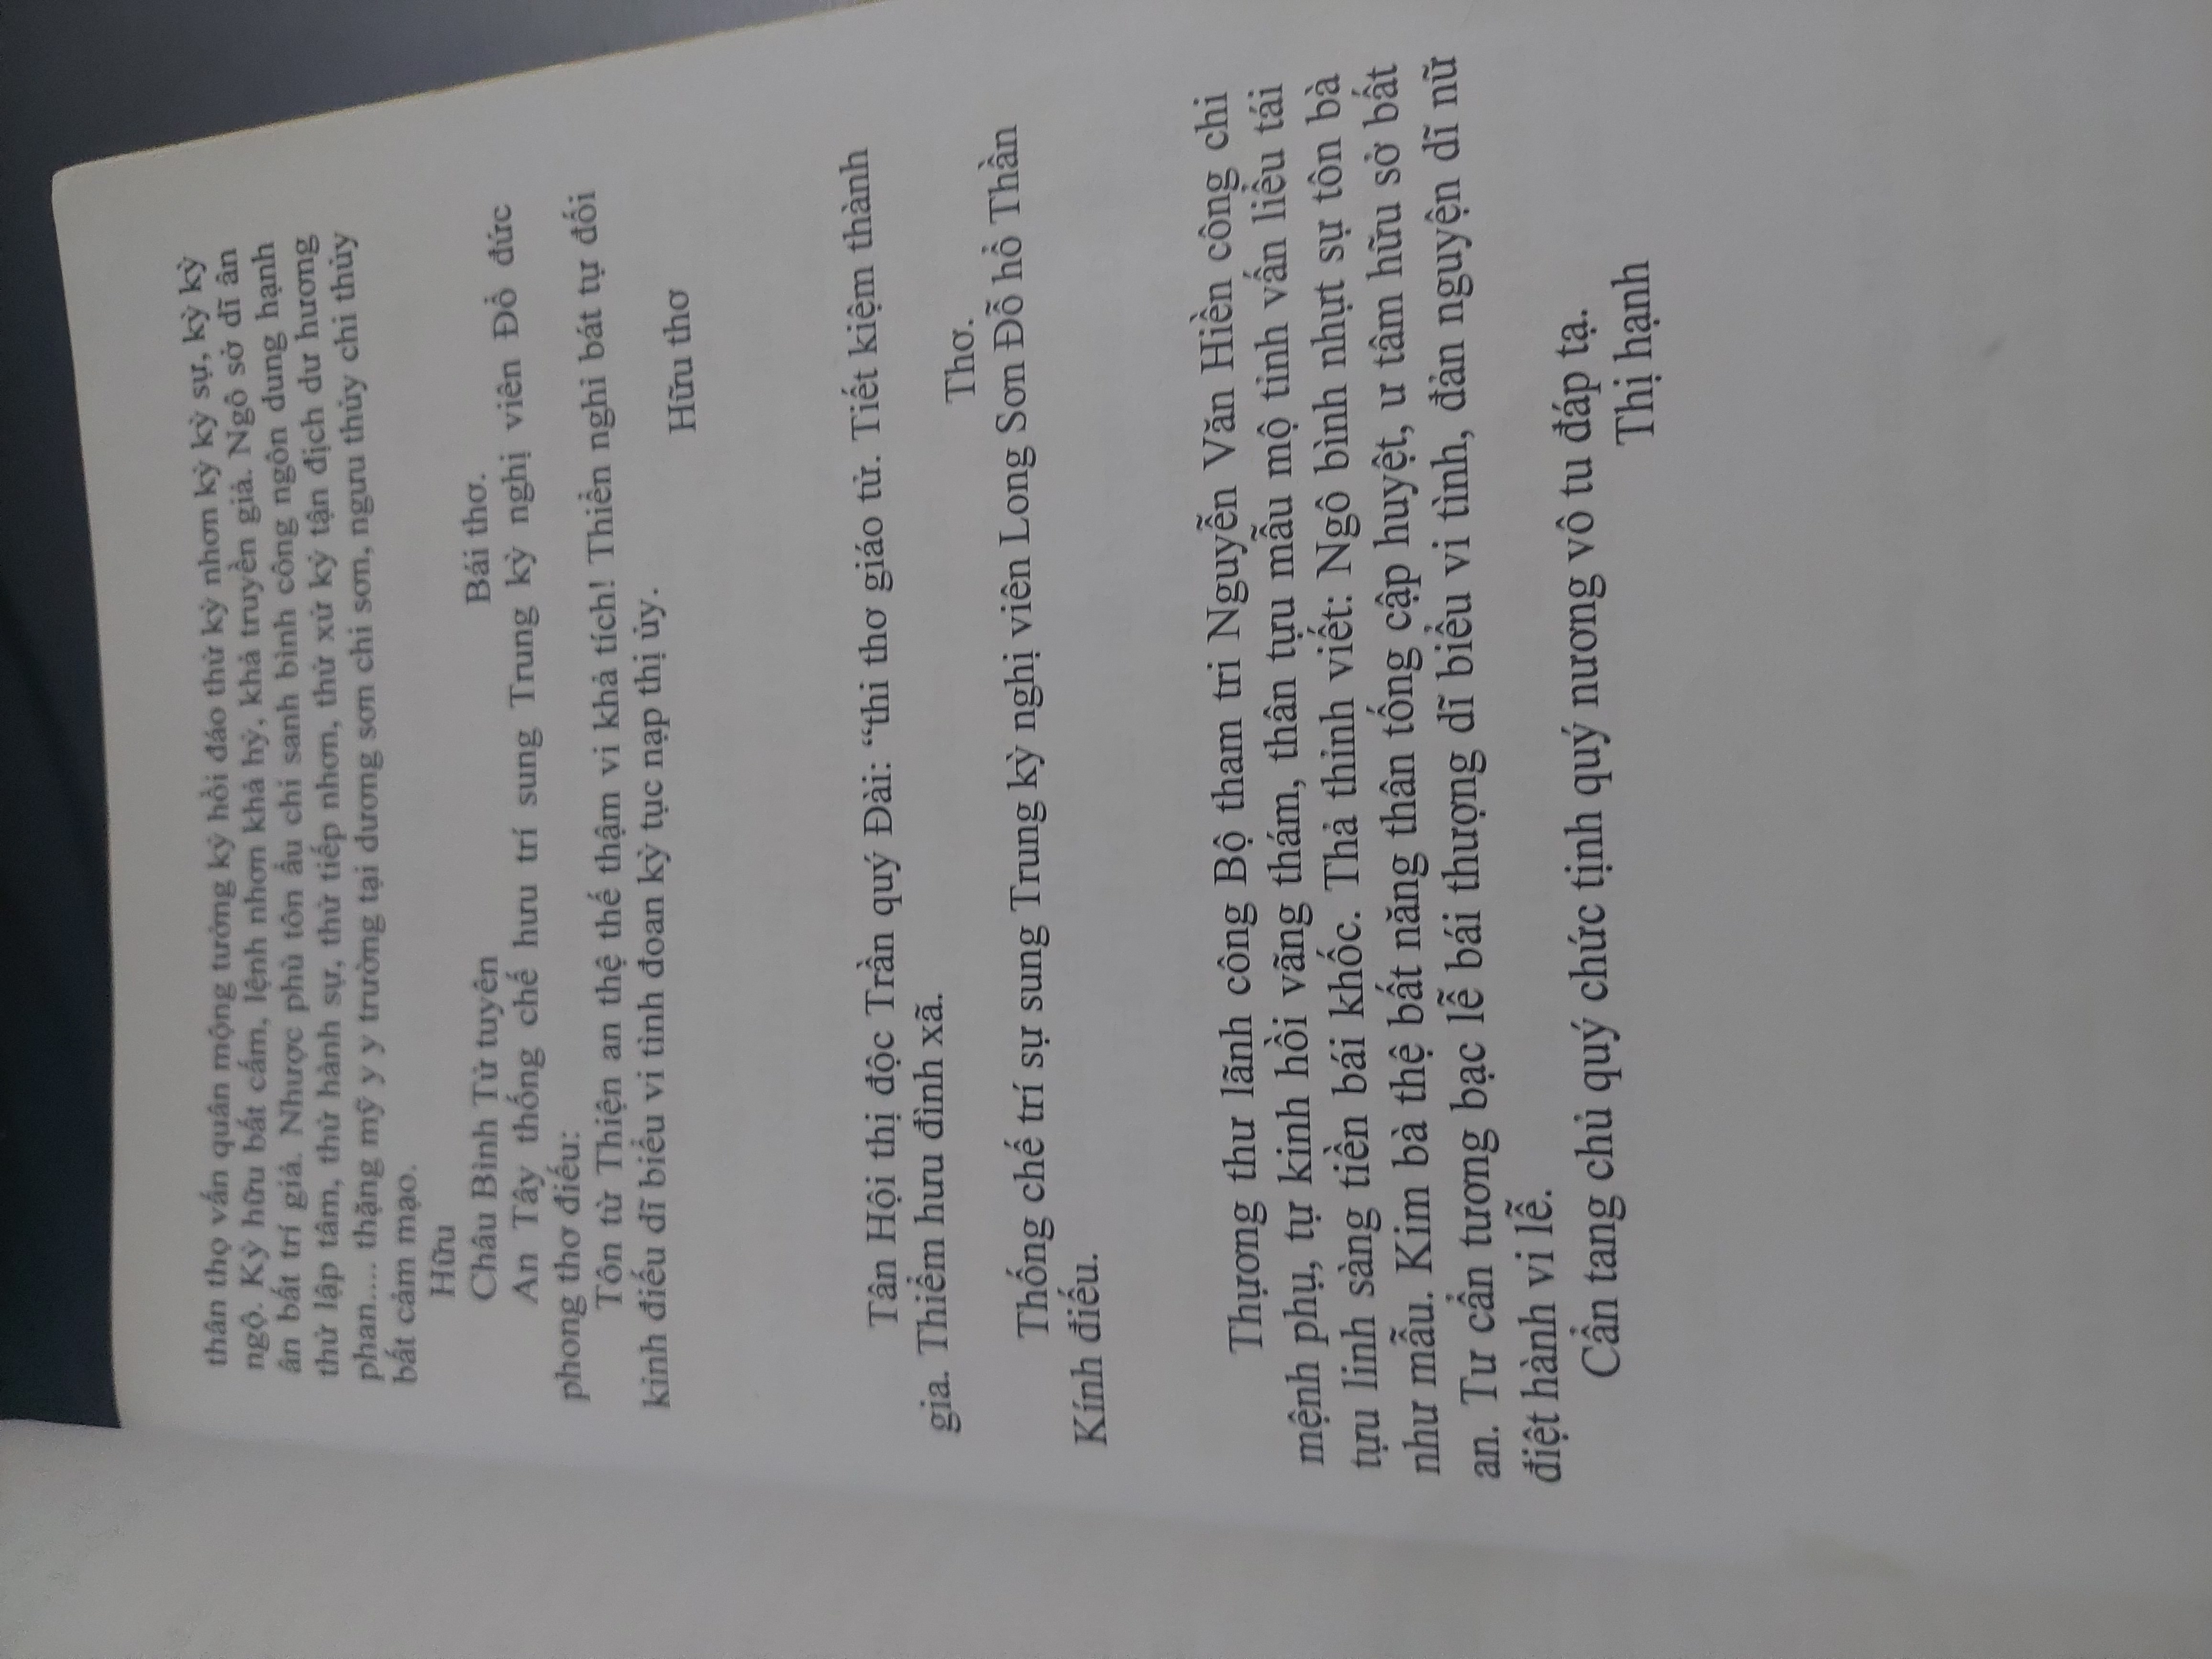 thân thọ vấn quân mộng tưởng kỷ hồi đáo thử kỳ nhơn kỳ kỳ sự, kỳ kỳ
ngộ. Kỳ hữu bất cấm, lệnh nhơn khả hỷ, khả truyền giả. Ngô sở dĩ ân
ân bất trí giả. Nhược phù tôn ẩu chi sanh bình công ngôn dung hạnh
thử lập tâm, thử hành sự, thử tiếp nhơn, thử xử kỷ tận địch dư hương
phan.... thặng mỹ y y trường tại dương sơn chi sơn, ngưu thủy chi thủy
bất cảm mạo.
Hữu
Châu Bình Tử tuyên Bái thơ.
An Tây thống chế hưu trí sung Trung kỳ nghị viên Đổ đức
phong thơ điếu:
Tôn từ Thiện an thệ thế thậm vi khả tích! Thiển nghi bát tự đối
kinh điếu dĩ biểu vi tình đoan kỳ tục nạp thị ủy.
Hữu thơ
Tân Hội thị độc Trần quý Đài: “thi thơ giáo tử. Tiết kiệm thành
gia. Thiểm hưu đình xã.
Thơ.
Thống chế trí sự sung Trung kỳ nghị viên Long Sơn Đỗ hổ Thần
Kính điếu.
Thượng thư lãnh công Bộ tham tri Nguyễn Văn Hiền công chi
mệnh phụ, tự kinh hồi vãng thám, thân tựu mẫu mộ tỉnh vấn liểu tái
tựu linh sàng tiền bái khốc. Thả thỉnh viết: Ngô bình nhựt sự tôn bà
như mẫu. Kim bà thệ bất năng thân tống cập huyệt, ư tâm hữu sở bất
an. Tư cẩn tương bạc lễ bái thượng dĩ biểu vi tình, đản nguyện dĩ nữ
điệt hành vi lễ.
Cẩn tang chủ quý chức tịnh quý nương vô tu đáp tạ.
Thị hạnh